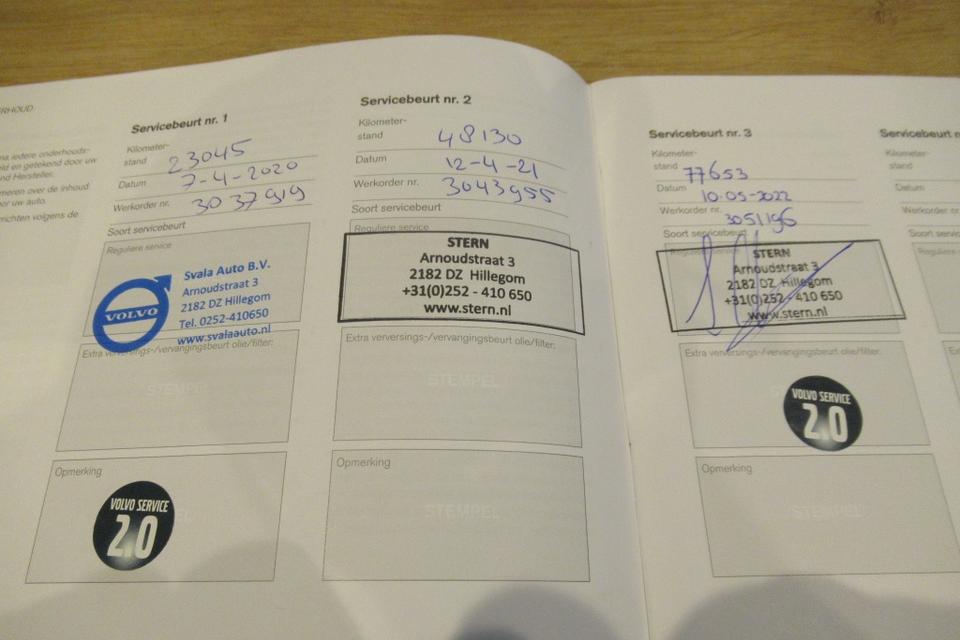 ERHOUD
na iedere onderhouds-
eld en getekend door uw
nd Hersteller.
meren over de inhoud
or uw auto.
richten volgens de
Servicebeurt nr. 1
Kilometer-
stand 23045
Datum 7-4-2020
Werkorder nr. 3037919
Soort servicebeurt
Reguliere service
VOLVO
Svala Auto B.V.
Arnoudstraat 3
2182 DZ Hillegom
Tel. 0252-410650
www.svalaauto.nl
Extra verversings-/vervangingsbeurt olie/filter:
STEMPEL
Opmerking
VOLVO SERVICE
2.0
Servicebeurt nr. 2
Kilometer-
stand 48130
Datum 12-4-21
Werkorder nr. 3043955
Soort servicebeurt
Reguliere service
STERN
Arnoudstraat 3
2182 DZ Hillegom
+31(0)252 - 410 650
www.stern.nl
Extra verversings-/vervangingsbeurt olie/filter:
STEMPEL
Opmerking
STEMPEL
Servicebeurt nr. 3
Kilometer-
stand 77653
Datum 10-05-2022
Werkorder nr. 3051196
Soort servicebeurt
STERN
Arnoudstraat 3
2182 DZ Hillegom
+31(0)252 - 410 650
www.stern.nl
Extra verversings-/vervangingsbeurt olie/filter:
VOLVO SERVICE
2.0
Opmerking
STEMPEL
Servicebeurt
Kilometer-
stand
Datum
Werkorder n
Soort servic
Reguliere